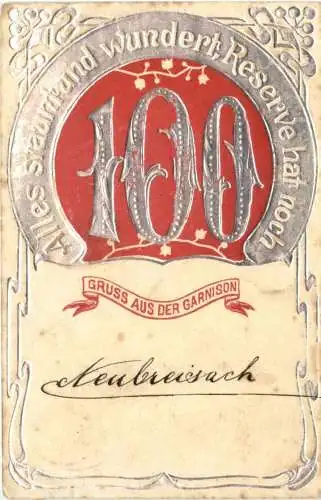 Alles staunt und wundert, Reserve hat noch
100
GRUSS AUS DER GARNISON
Neubreisach